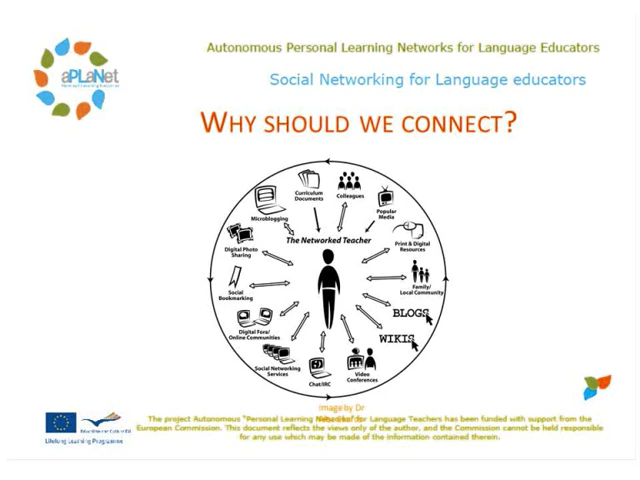 Autonomous Personal Learning Networks for Language Educators
aPLaNet
Social Networking for Language educators
WHY SHOULD WE CONNECT?
Curriculum
Documents
Colleagues
Microblogging
Popular
Media
The Networked Teacher
Digital Photo
Sharing
Print & Digital
Resources
Social
Bookmarking
Family/
Local Community
BLOGS
Digital Fora/
Online Communities
WIKIS
Social Networking
Services
Chat/IRC
Video
Conferences
Image by Dr
The project Autonomous "Personal Learning Networks" for Language Teachers has been funded with support from the
European Commission. This document reflects the views only of the author, and the Commission cannot be held responsible
for any use which may be made of the information contained therein.
Lifelong Learning Programme